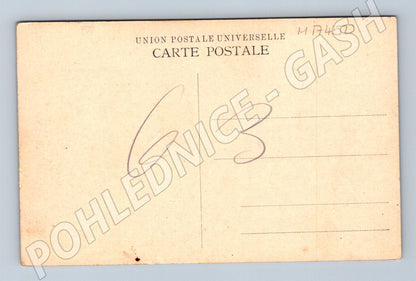 UNION POSTALE UNIVERSELLE
CARTE POSTALE
POHLEDNICE - GASH